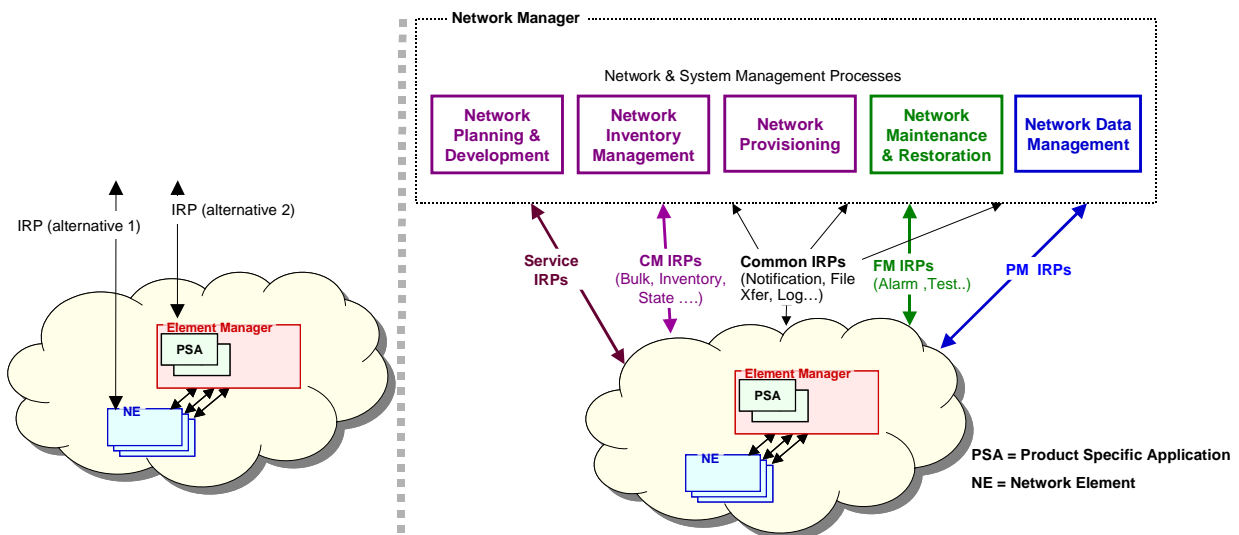 Network Manager
Network & System Management Processes
Network
Planning &
Development
Network
Inventory
Management
Network
Provisioning
Network
Maintenance
& Restoration
Network Data
Management
IRP (alternative 1)
IRP (alternative 2)
Service
IRPs
CM IRPs
(Bulk, Inventory,
State ….)
Common IRPs
(Notification, File
Xfer, Log…)
FM IRPs
(Alarm ,Test..)
PM IRPs
Element Manager
PSA
NE
Element Manager
PSA
NE
PSA = Product Specific Application
NE = Network Element